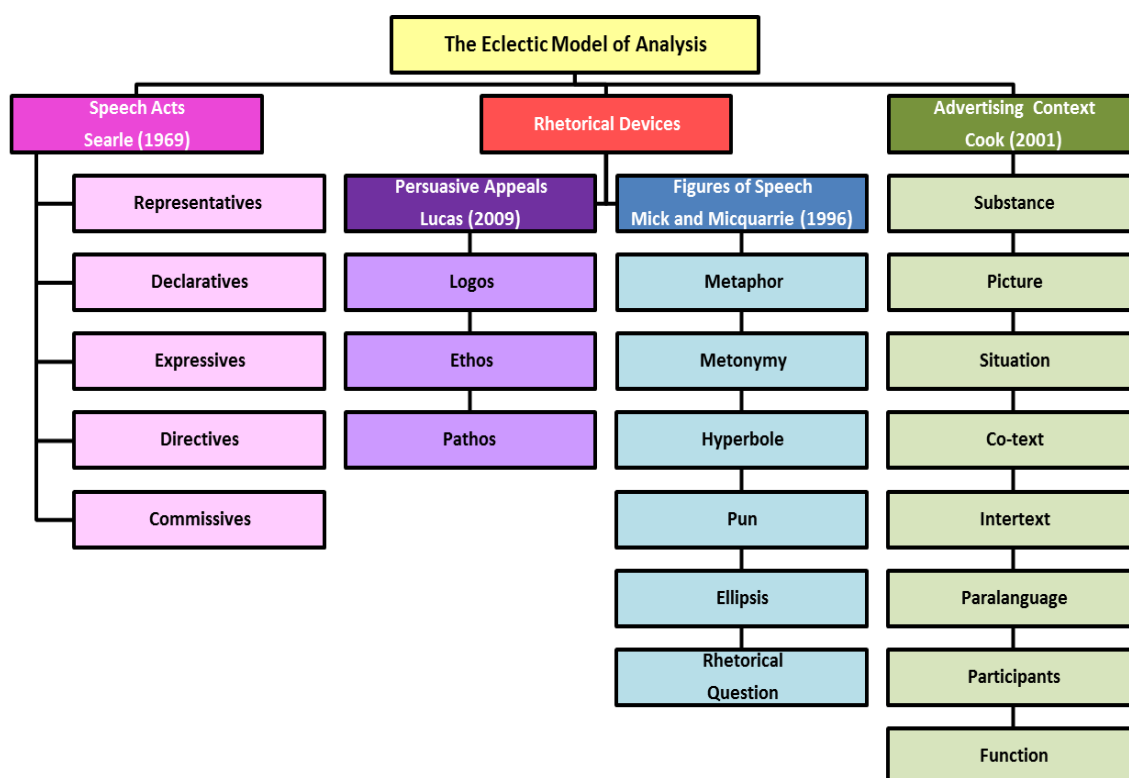 The Eclectic Model of Analysis
Speech Acts
Searle (1969)
Representatives
Declaratives
Expressives
Directives
Commissives
Rhetorical Devices
Persuasive Appeals
Lucas (2009)
Logos
Ethos
Pathos
Figures of Speech
Mick and Micquarrie (1996)
Metaphor
Metonymy
Hyperbole
Pun
Ellipsis
Rhetorical
Question
Advertising Context
Cook (2001)
Substance
Picture
Situation
Co-text
Intertext
Paralanguage
Participants
Function